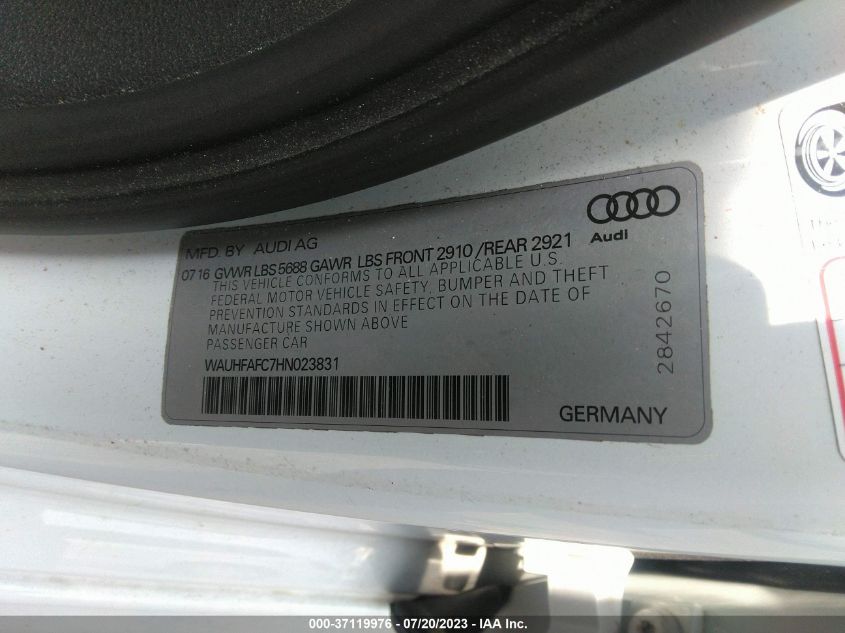 MFD. BY AUDI AG
0716 GVWR LBS 5688 GAWR LBS FRONT 2910 /REAR 2921
THIS VEHICLE CONFORMS TO ALL APPLICABLE U.S.
FEDERAL MOTOR VEHICLE SAFETY, BUMPER AND THEFT
PREVENTION STANDARDS IN EFFECT ON THE DATE OF
MANUFACTURE SHOWN ABOVE
PASSENGER CAR
WAUHFAFC7HN023831
GERMANY
Audi
2842670
000-37119976 / 07/20/2023 - IAA Inc.